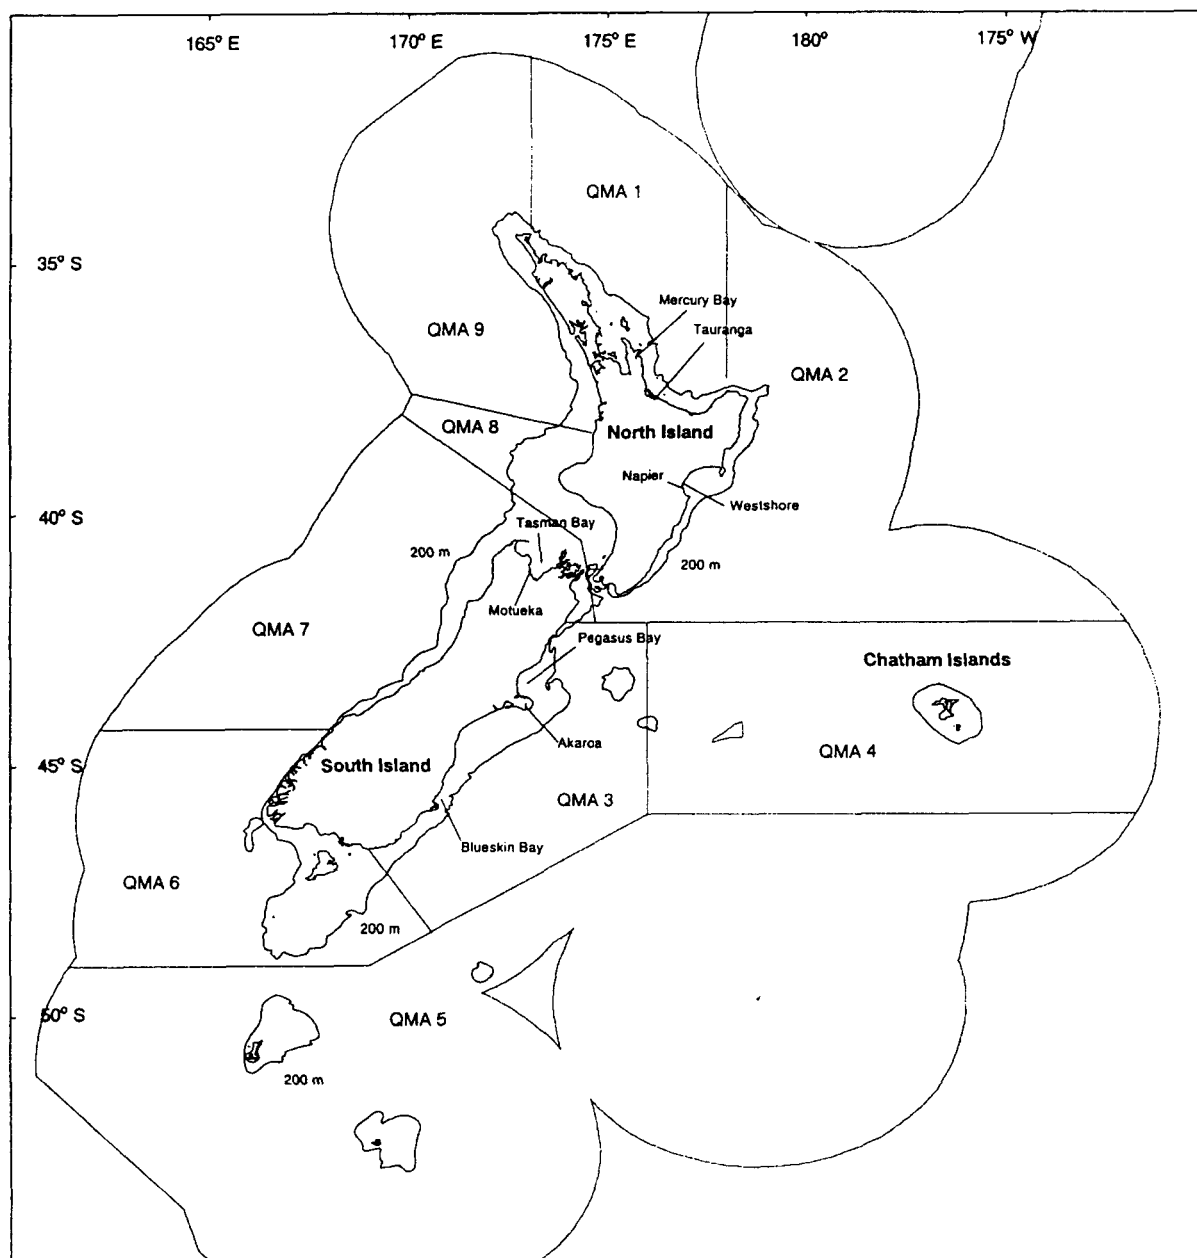 165° E
170° E
175° E
180°
175° W
QMA 1
35° S
Mercury Bay
Tauranga
QMA 9
QMA 2
QMA 8
North Island
Napier
Westshore
40° S
Tasman Bay
200 m
200 m
Motueka
QMA 7
Pegasus Bay
Chatham Islands
Akaroa
QMA 4
45° S
South Island
QMA 3
Blueskin Bay
QMA 6
200 m
50° S
QMA 5
200 m